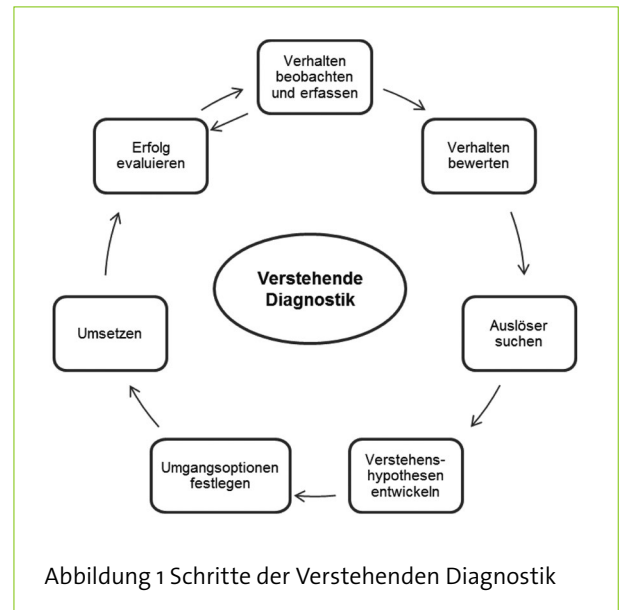 Verhalten
beobachten
und erfassen
Verhalten
bewerten
Auslöser
suchen
Verstehens-
hypothesen
entwickeln
Umgangsoptionen
festlegen
Umsetzen
Erfolg
evaluieren
Verstehende
Diagnostik
Abbildung 1 Schritte der Verstehenden Diagnostik